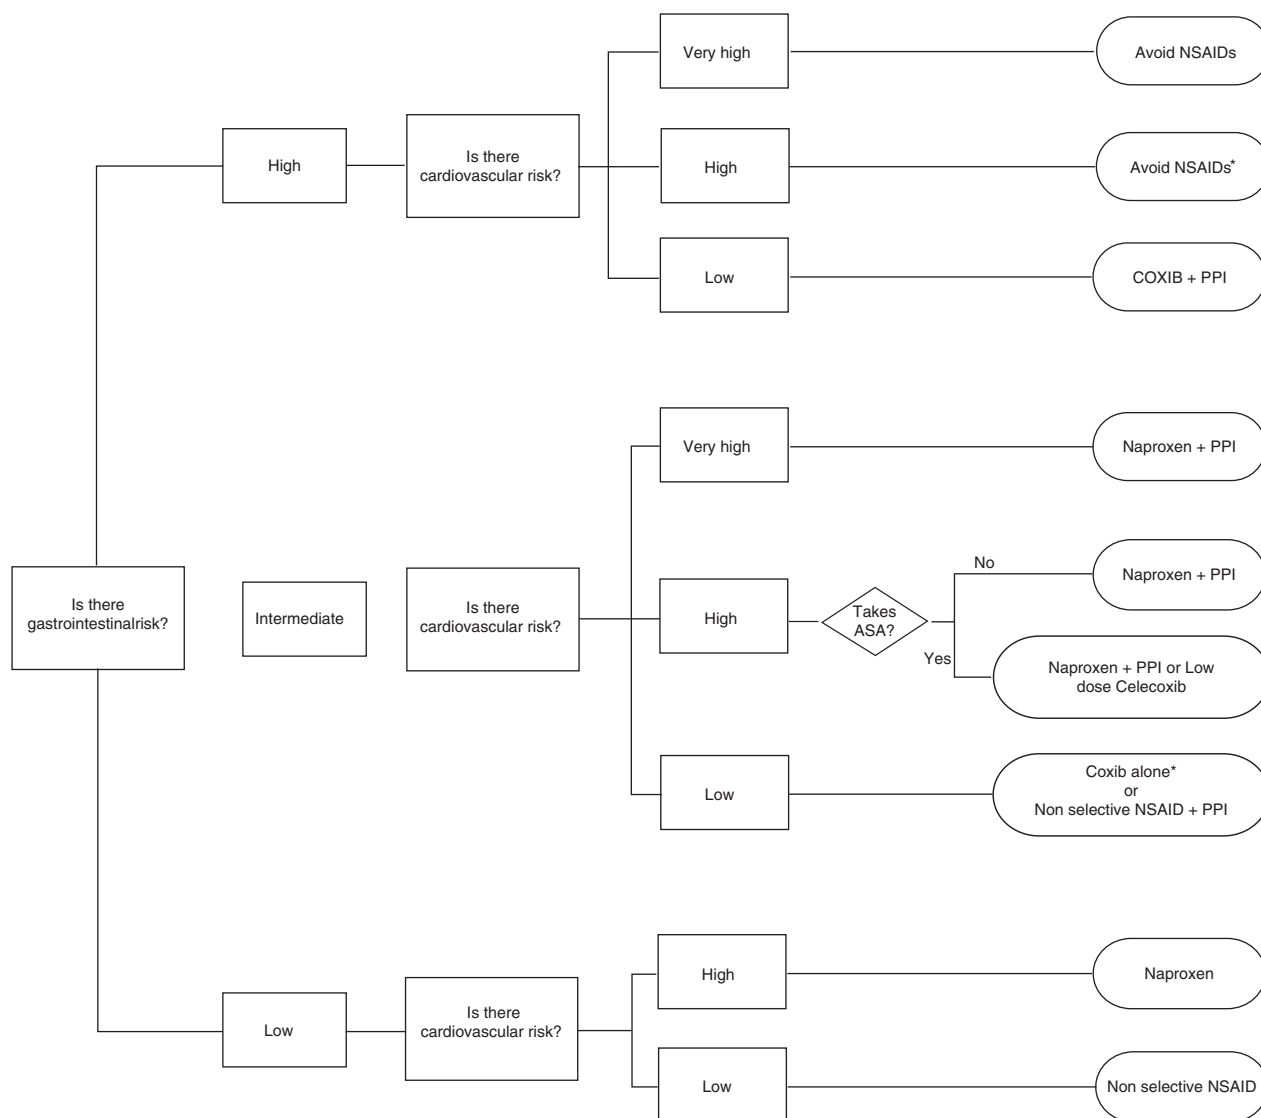 Very high
Avoid NSAIDs
High
Is there
cardiovascular risk?
High
Avoid NSAIDs*
Low
COXIB + PPI
Very high
Naproxen + PPI
Is there
gastrointestinalrisk?
Intermediate
Is there
cardiovascular risk?
High
Takes
ASA?
No
Naproxen + PPI
Yes
Naproxen + PPI or Low
dose Celecoxib
Low
Coxib alone*
or
Non selective NSAID + PPI
Low
Is there
cardiovascular risk?
High
Naproxen
Low
Non selective NSAID